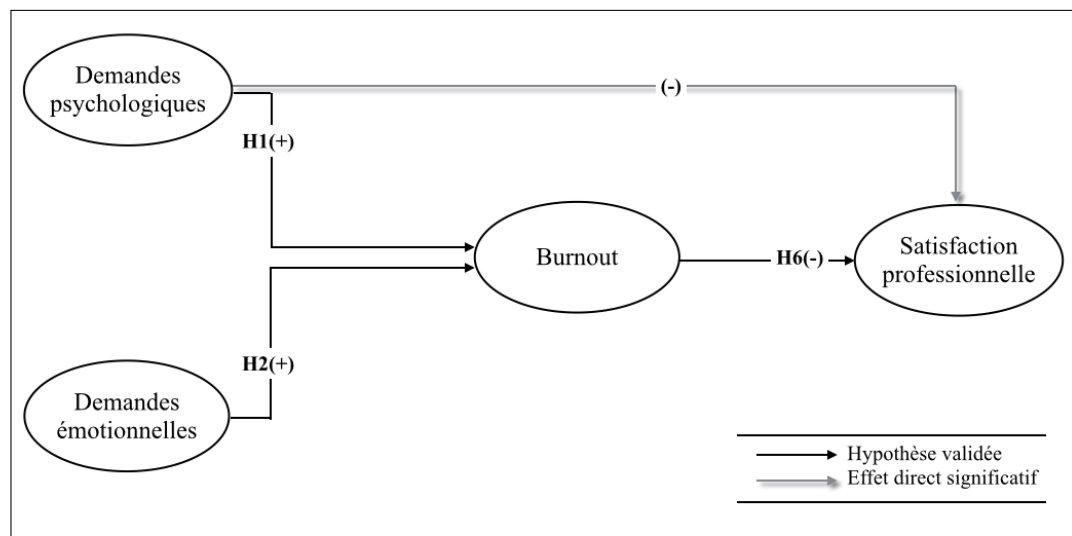 Demandes
psychologiques
(-)
H1(+)
Burnout
H6(-)
Satisfaction
professionnelle
H2(+)
Demandes
émotionnelles
Hypothèse validée
Effet direct significatif